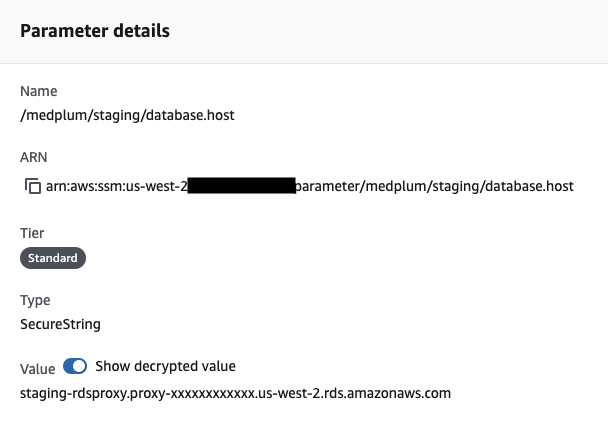 Parameter details
Name
/medplum/staging/database.host
ARN
arn:aws:ssm:us-west-2 parameter/medplum/staging/database.host
Tier
Standard
Type
SecureString
Value Show decrypted value
staging-rdsproxy.proxy-xxxxxxxxxxxx.us-west-2.rds.amazonaws.com